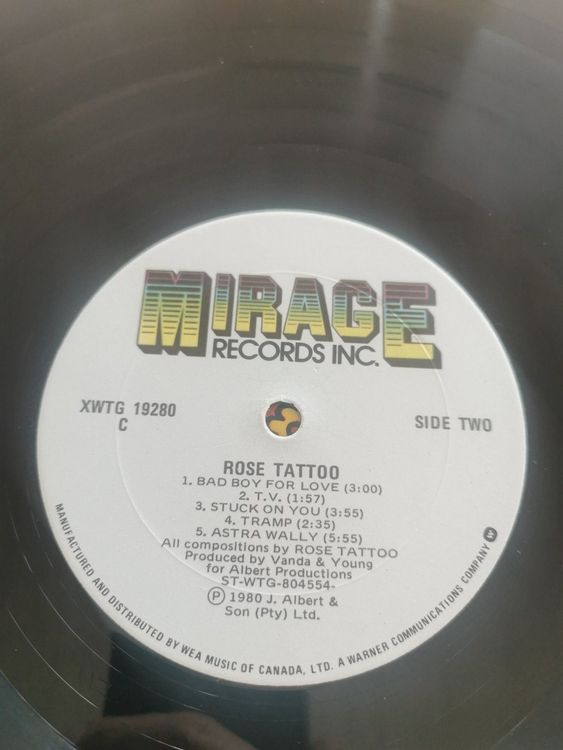 MIRAGE
RECORDS INC.
XWTG 19280
C
SIDE TWO
ROSE TATTOO
1. BAD BOY FOR LOVE (3:00)
2. T.V. (1:57)
3. STUCK ON YOU (3:55)
4. TRAMP (2:35)
5. ASTRA WALLY (5:55)
All compositions by ROSE TATTOO
Produced by Vanda & Young
for Albert Productions
ST-WTG-804554-
Ⓟ 1980 J. Albert &
Son (Pty) Ltd.
MANUFACTURED AND DISTRIBUTED BY WEA MUSIC OF CANADA, LTD. A WARNER COMMUNICATIONS COMPANY